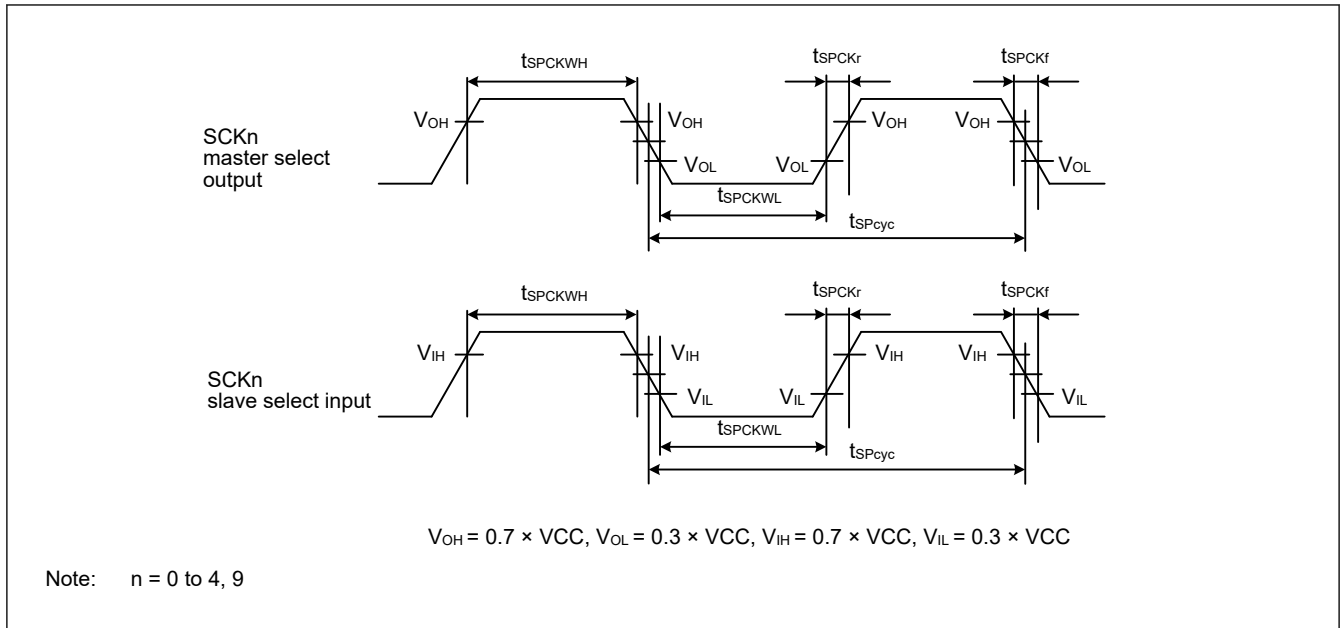 tSPCKWH
tSPCKr
tSPCKf
VOH
VOH
VOH
VOH
SCKn
master select
output
VOL
VOL
VOL
tSPCKWL
tSPcyc
tSPCKWH
tSPCKr
tSPCKf
VIH
VIH
VIH
VIH
SCKn
slave select input
VIL
VIL
VIL
tSPCKWL
tSPcyc
VOH = 0.7 × VCC, VOL = 0.3 × VCC, VIH = 0.7 × VCC, VIL = 0.3 × VCC
Note: n = 0 to 4, 9